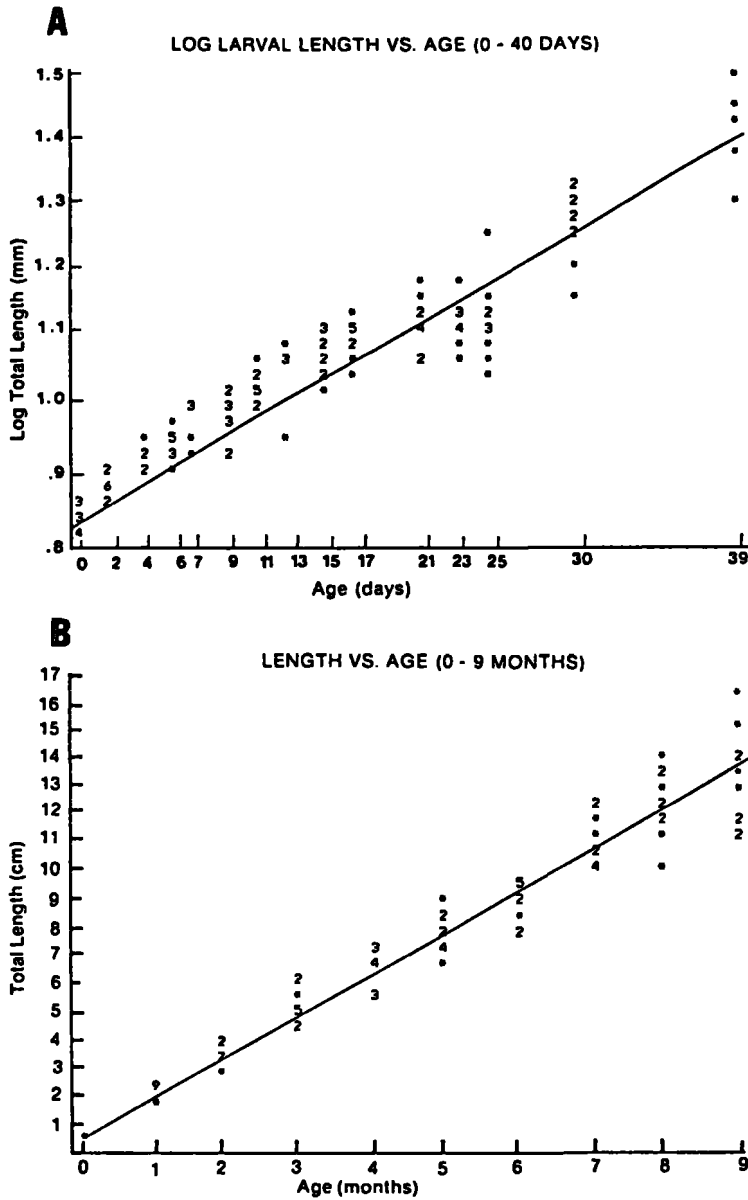 A
LOG LARVAL LENGTH VS. AGE (0 - 40 DAYS)
Log Total Length (mm)
1.5
1.4
1.3
1.2
1.1
1.0
.9
.8
0 2 4 6 7 9 11 13 15 17 21 23 25 30 39
Age (days)
B
LENGTH VS. AGE (0 - 9 MONTHS)
Total Length (cm)
17
16
15
14
13
12
11
10
9
8
7
6
5
4
3
2
1
0 1 2 3 4 5 6 7 8 9
Age (months)